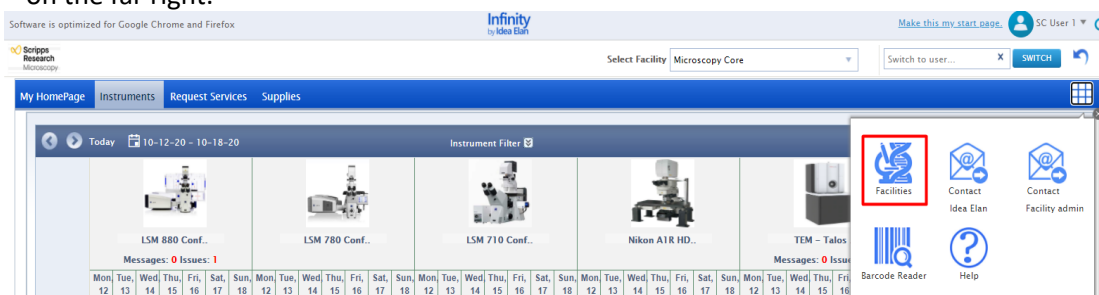 on the far right.
Software is optimized for Google Chrome and Firefox
Infinity
by Idea Elan
Make this my start page.
SC User 1
Scripps
Research
Microscopy
Select Facility Microscopy Core
Switch to user... X SWITCH
My HomePage Instruments Request Services Supplies
Today 10-12-20 - 10-18-20
Instrument Filter
Facilities
Contact
Idea Elan
Contact
Facility admin
Barcode Reader
Help
LSM 880 Conf..
LSM 780 Conf..
LSM 710 Conf..
Nikon A1R HD..
TEM - Talos
Messages: 0 Issues: 1
Messages: 0 Issu
Mon, Tue, Wed, Thu, Fri, Sat, Sun, Mon, Tue, Wed, Thu, Fri, Sat, Sun, Mon, Tue, Wed, Thu, Fri, Sat, Sun, Mon, Tue, Wed, Thu, Fri, Sat, Sun, Mon, Tue, Wed, Thu, Fri
12 13 14 15 16 17 18 12 13 14 15 16 17 18 12 13 14 15 16 17 18 12 13 14 15 16 17 18 12 13 14 15 16